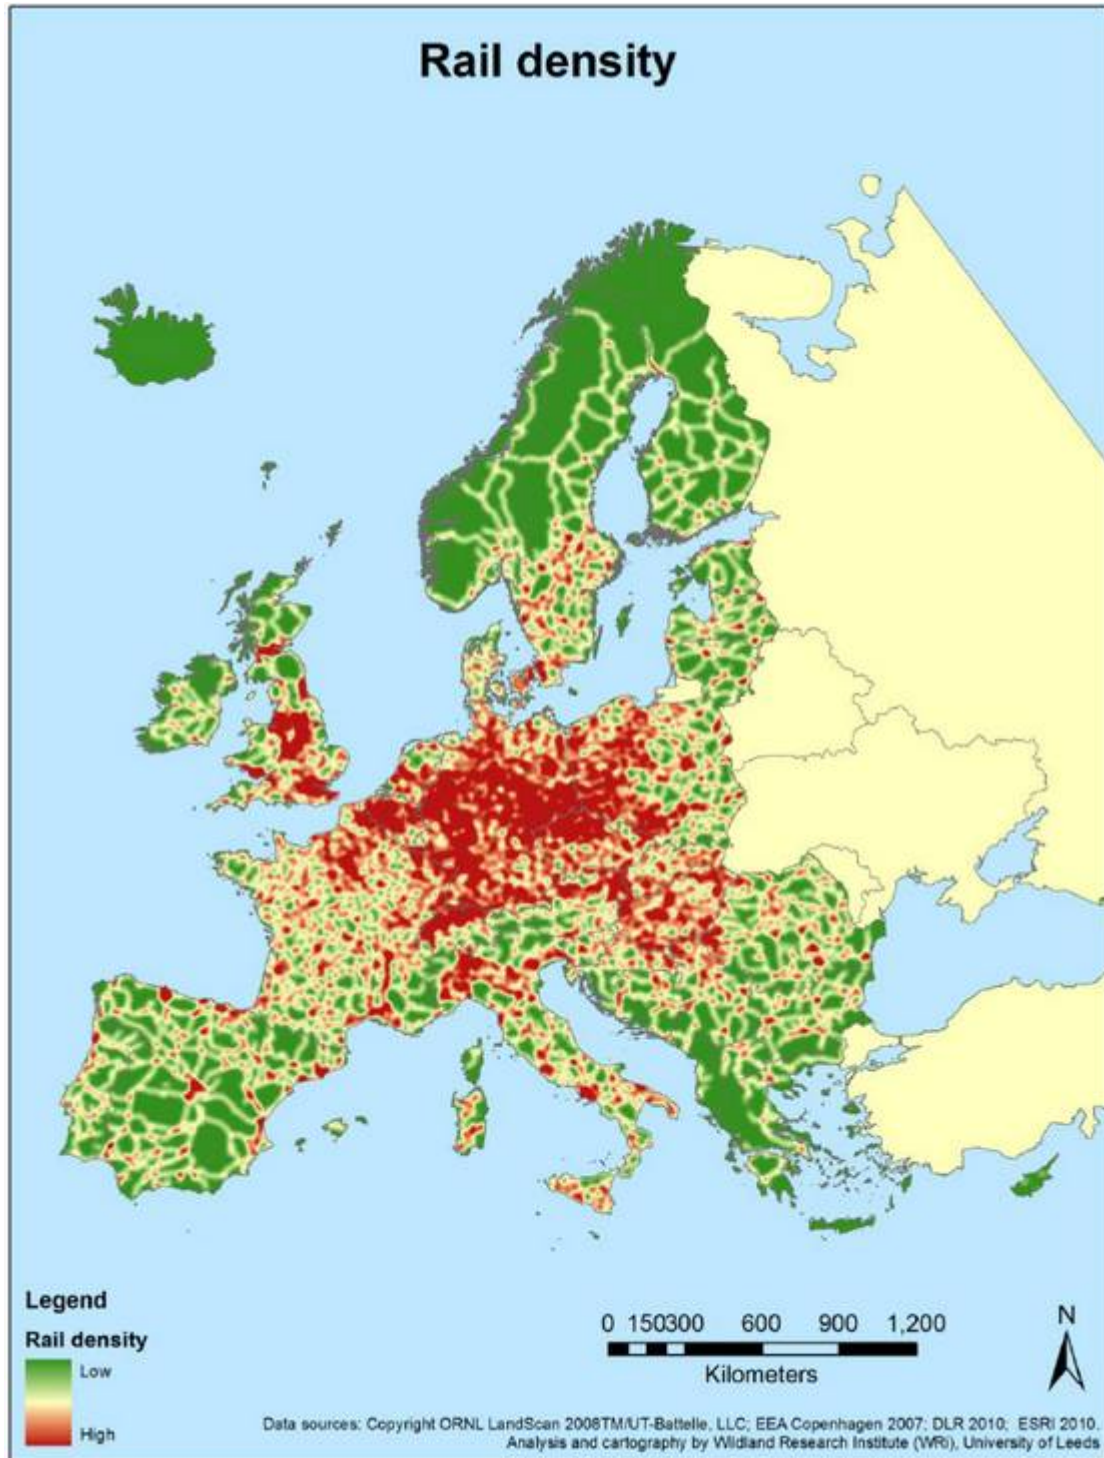 Rail density
Legend
Rail density
Low
High
0 150300 600 900 1,200
Kilometers
N
Data sources: Copyright ORNL LandScan 2008TM/UT-Battelle, LLC; EEA Copenhagen 2007; DLR 2010; ESRI 2010.
Analysis and cartography by Wildland Research Institute (WRi), University of Leeds